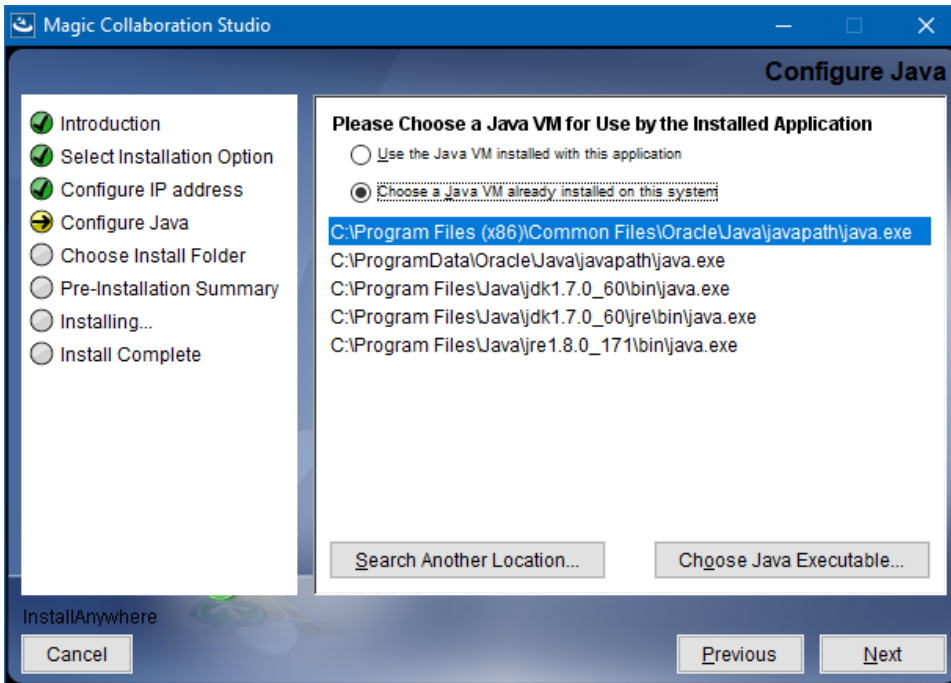 Magic Collaboration Studio
Configure Java
Introduction
Select Installation Option
Configure IP address
Configure Java
Choose Install Folder
Pre-Installation Summary
Installing...
Install Complete
Please Choose a Java VM for Use by the Installed Application
Use the Java VM installed with this application
Choose a Java VM already installed on this system
C:\Program Files (x86)\Common Files\Oracle\Java\javapath\java.exe
C:\ProgramData\Oracle\Java\javapath\java.exe
C:\Program Files\Java\jdk1.7.0_60\bin\java.exe
C:\Program Files\Java\jdk1.7.0_60\jre\bin\java.exe
C:\Program Files\Java\jre1.8.0_171\bin\java.exe
Search Another Location...
Choose Java Executable...
InstallAnywhere
Cancel
Previous
Next